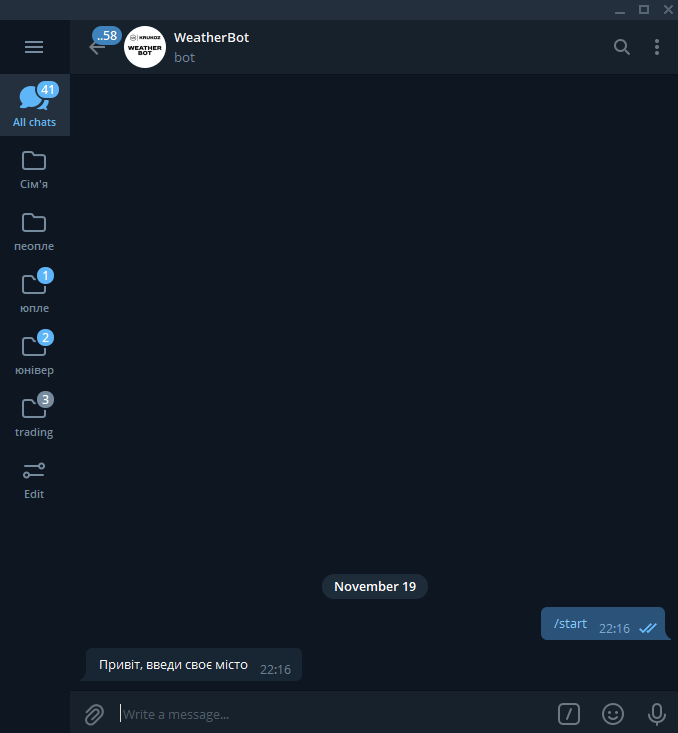 ..58
KRUKOZ
WEATHER
BOT
WeatherBot
bot
41
All chats
Сім'я
пеопле
1
юпле
2
юнівер
3
trading
Edit
November 19
/start 22:16
Привіт, введи своє місто 22:16
Write a message...